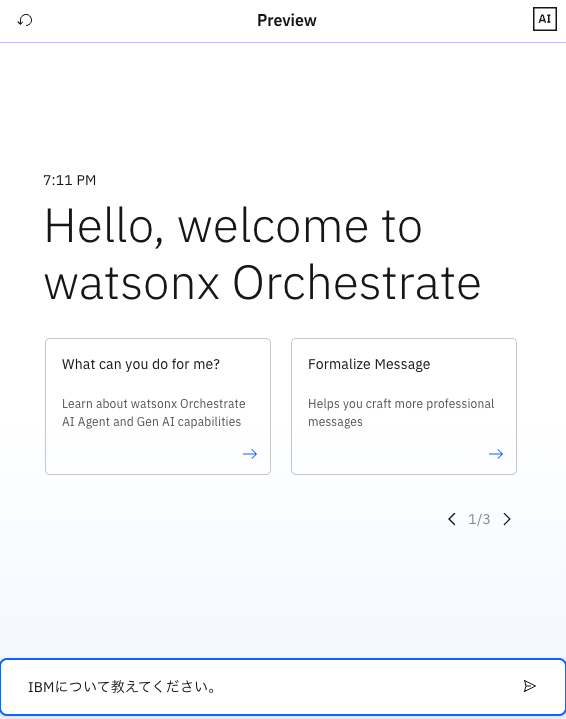 Preview
AI
7:11 PM
Hello, welcome to
watsonx Orchestrate
What can you do for me?
Learn about watsonx Orchestrate
AI Agent and Gen AI capabilities
Formalize Message
Helps you craft more professional
messages
1/3
IBMについて教えてください。